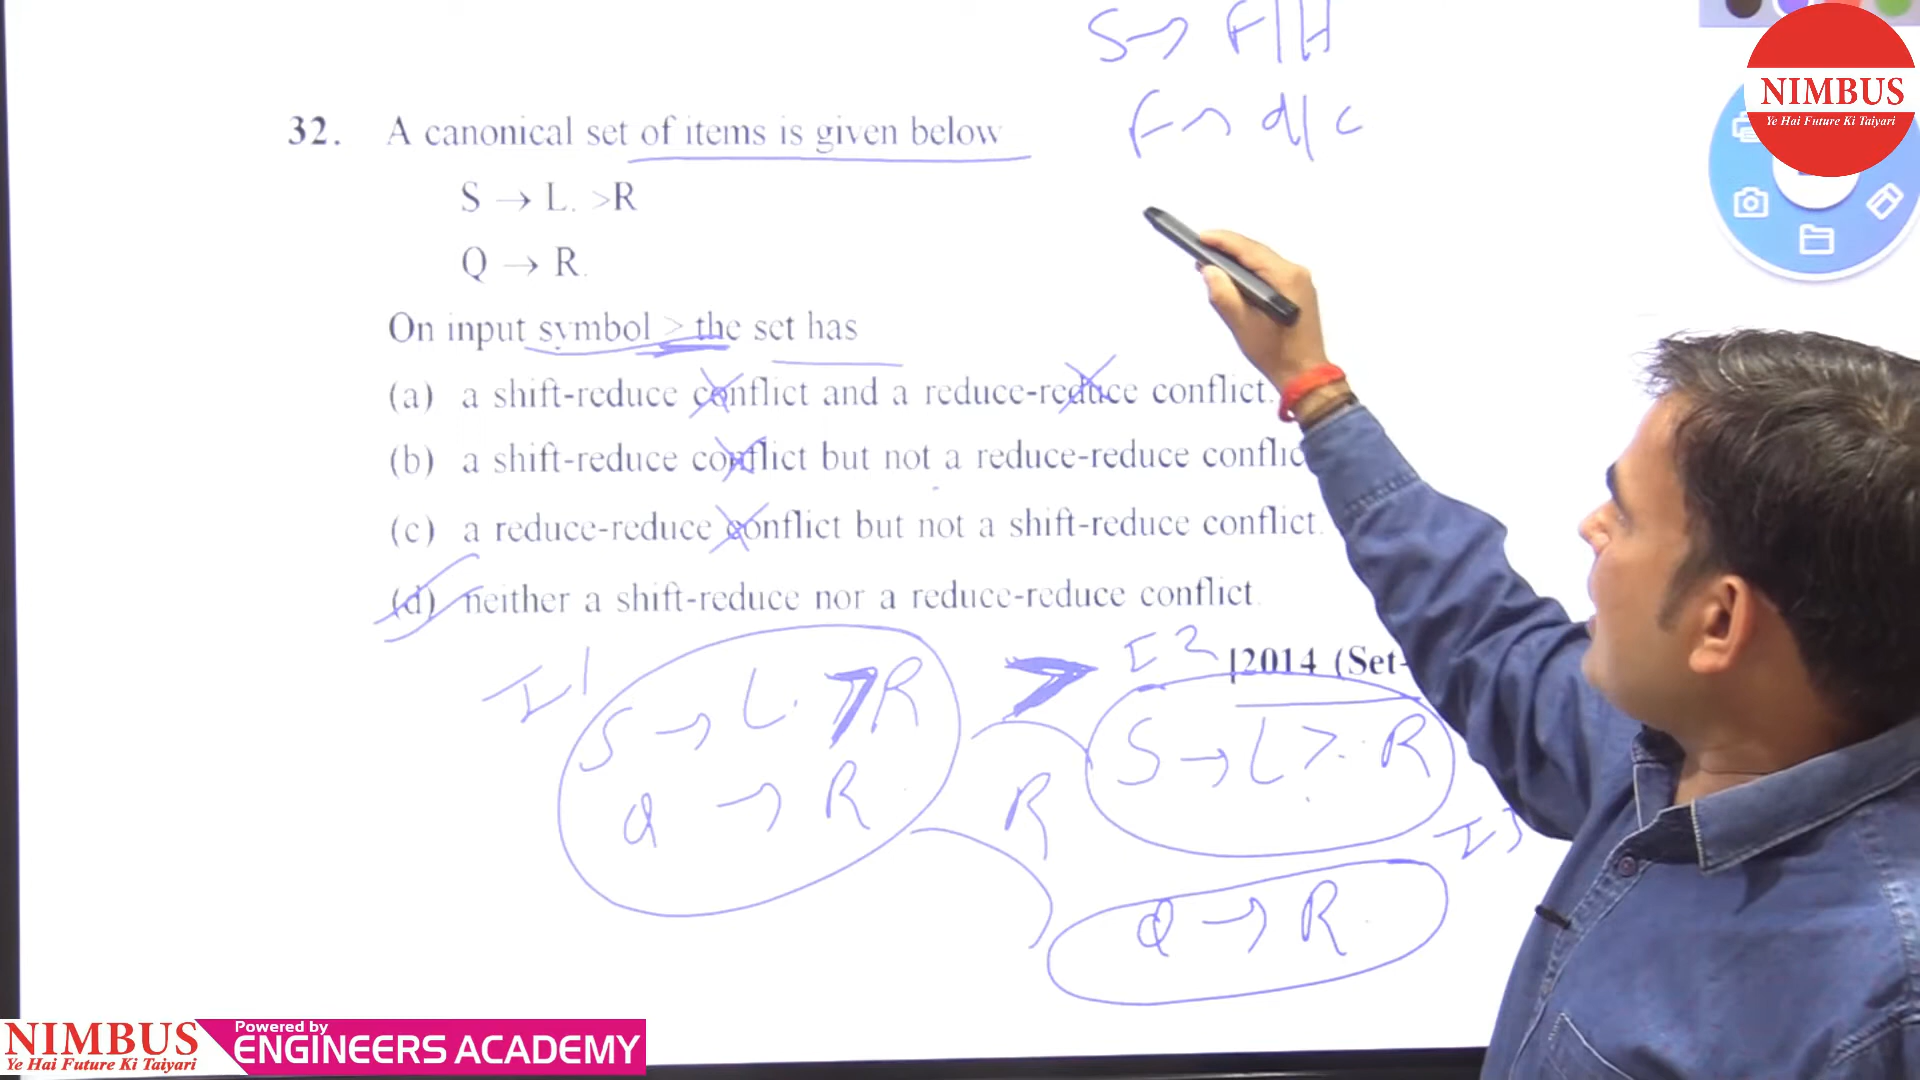 S → F|H
F → d|c
NIMBUS
Ye Hai Future Ki Taiyari
32. A canonical set of items is given below
S → L. >R
Q → R.
On input symbol > the set has
(a) a shift-reduce conflict and a reduce-reduce conflict.
(b) a shift-reduce conflict but not a reduce-reduce
(c) a reduce-reduce conflict but not a shift-reduce conflict.
(d) neither a shift-reduce nor a reduce-reduce conflict.
[2014 (Set-
I1
S → L. >R
Q → R.
>
I2
S → L >. R
R
I3
Q → R.
NIMBUS
Ye Hai Future Ki Taiyari
Powered by
ENGINEERS ACADEMY